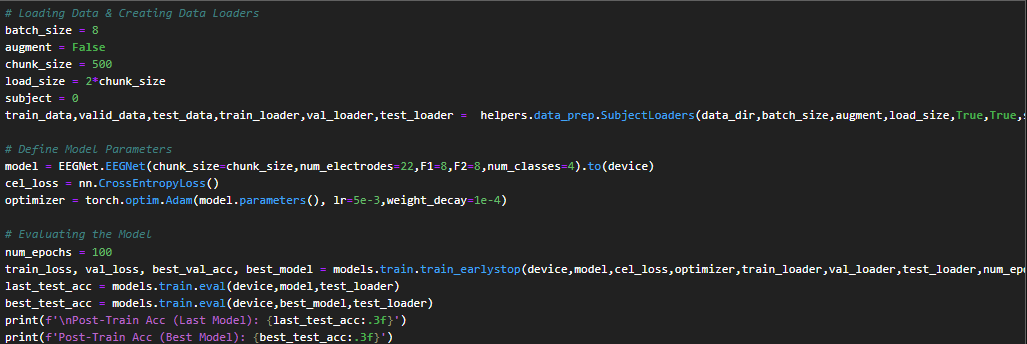 # Loading Data & Creating Data Loaders
batch_size = 8
augment = False
chunk_size = 500
load_size = 2*chunk_size
subject = 0
train_data,valid_data,test_data,train_loader,val_loader,test_loader =  helpers.data_prep.SubjectLoaders(data_dir,batch_size,augment,load_size,True,True,
# Define Model Parameters
model = EEGNet.EEGNet(chunk_size=chunk_size,num_electrodes=22,F1=8,F2=8,num_classes=4).to(device)
cel_loss = nn.CrossEntropyLoss()
optimizer = torch.optim.Adam(model.parameters(), lr=5e-3,weight_decay=1e-4)
# Evaluating the Model
num_epochs = 100
train_loss, val_loss, best_val_acc, best_model = models.train.train_earlystop(device,model,cel_loss,optimizer,train_loader,val_loader,test_loader,num_epo
last_test_acc = models.train.eval(device,model,test_loader)
best_test_acc = models.train.eval(device,best_model,test_loader)
print(f'\nPost-Train Acc (Last Model): {last_test_acc:.3f}')
print(f'Post-Train Acc (Best Model): {best_test_acc:.3f}')